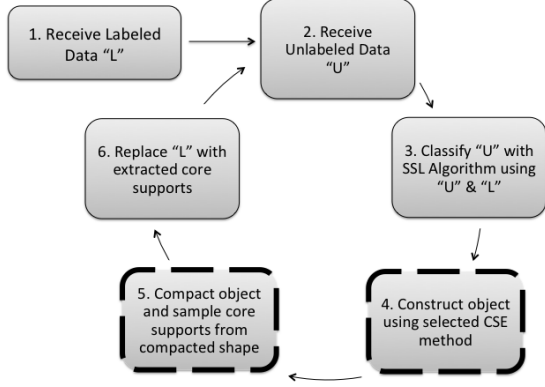 1. Receive Labeled
Data “L”
2. Receive
Unlabeled Data
“U”
3. Classify “U” with
SSL Algorithm using
“U” & “L”
4. Construct object
using selected CSE
method
5. Compact object
and sample core
supports from
compacted shape
6. Replace “L” with
extracted core
supports